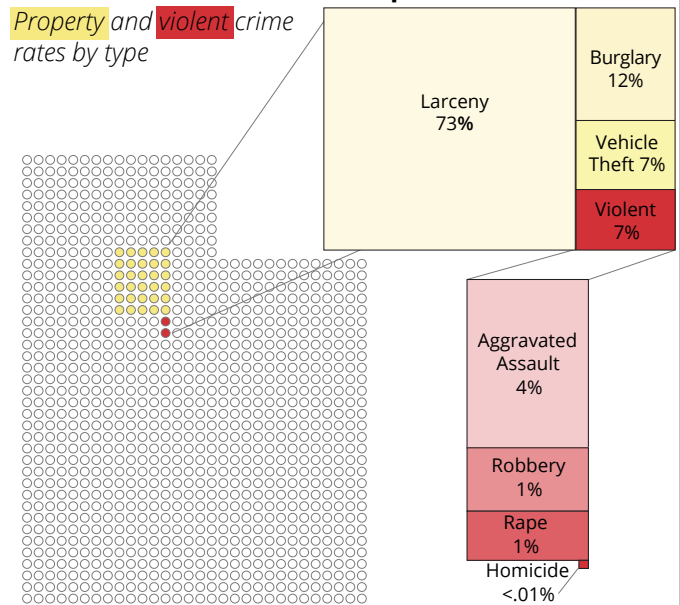 Property and violent crime
rates by type
Larceny
73%
Burglary
12%
Vehicle
Theft 7%
Violent
7%
Aggravated
Assault
4%
Robbery
1%
Rape
1%
Homicide
<.01%